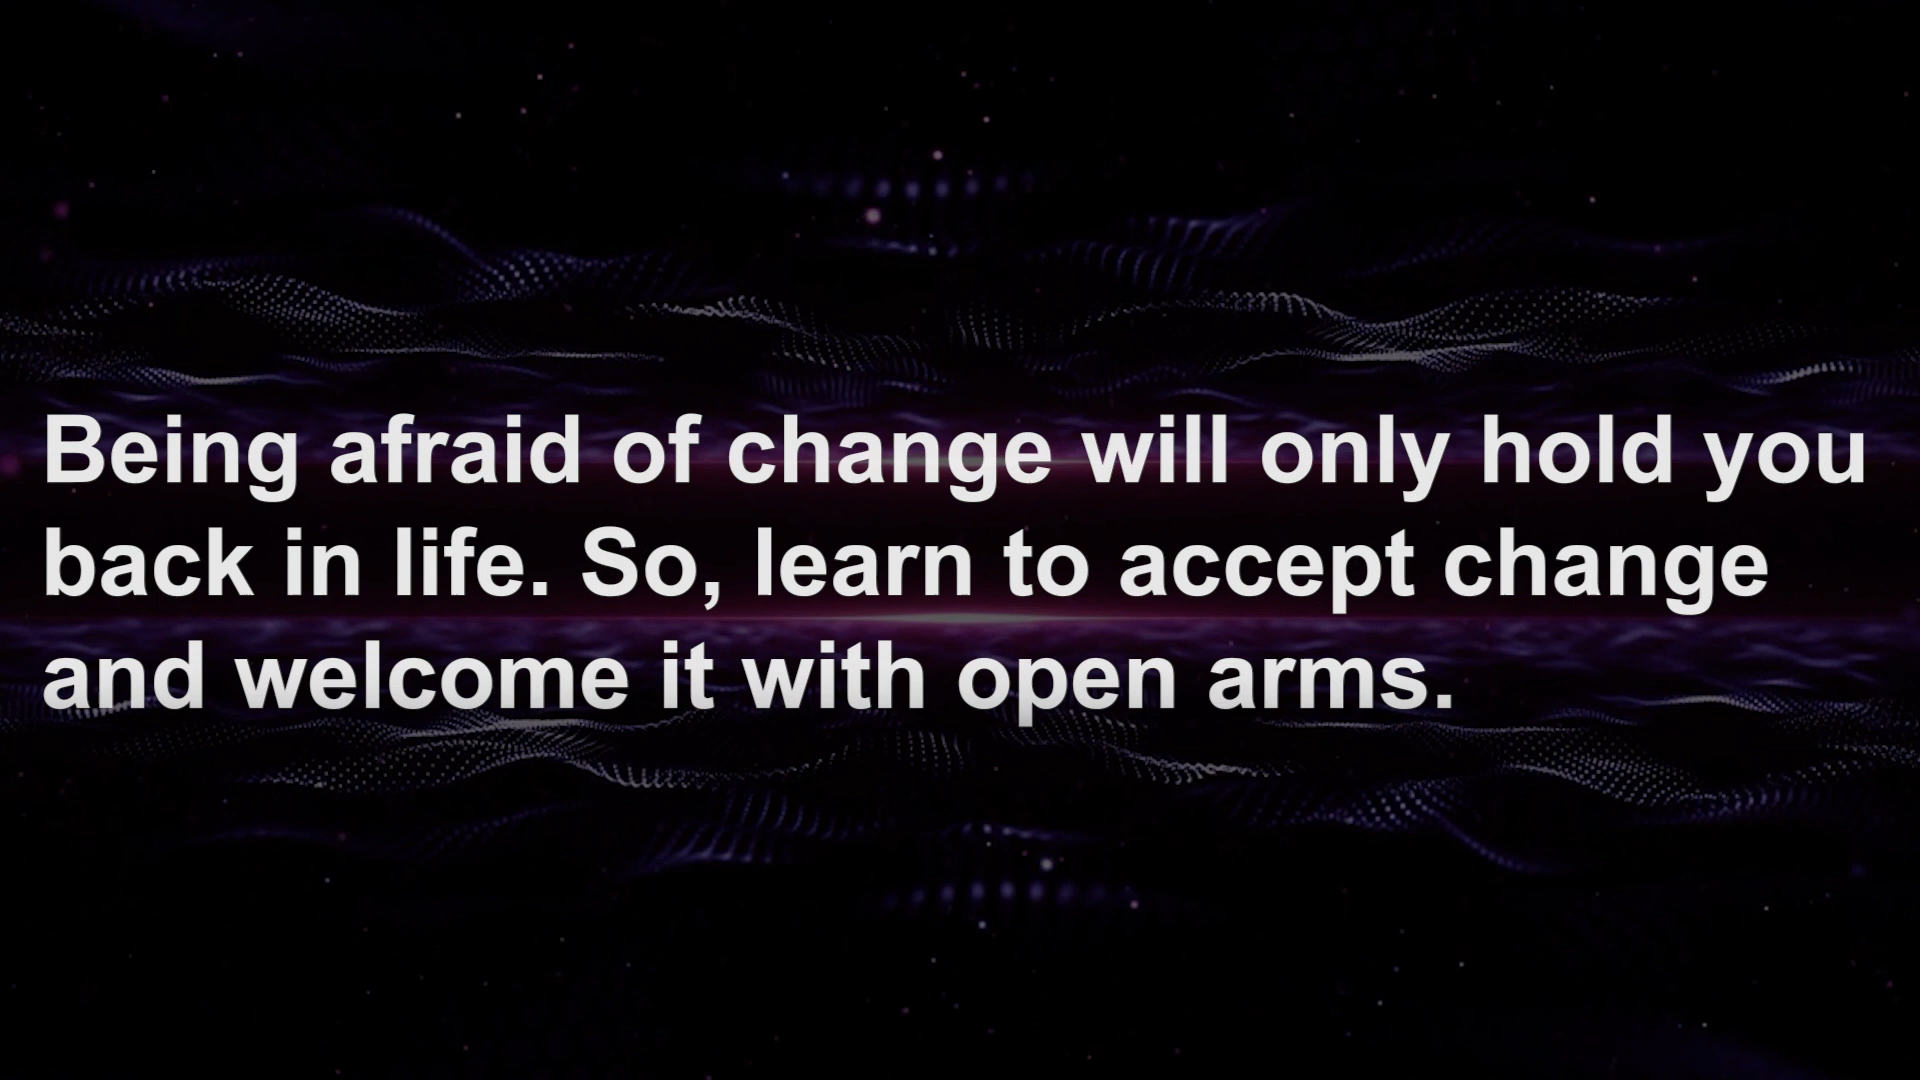 Being afraid of change will only hold you
back in life. So, learn to accept change
and welcome it with open arms.